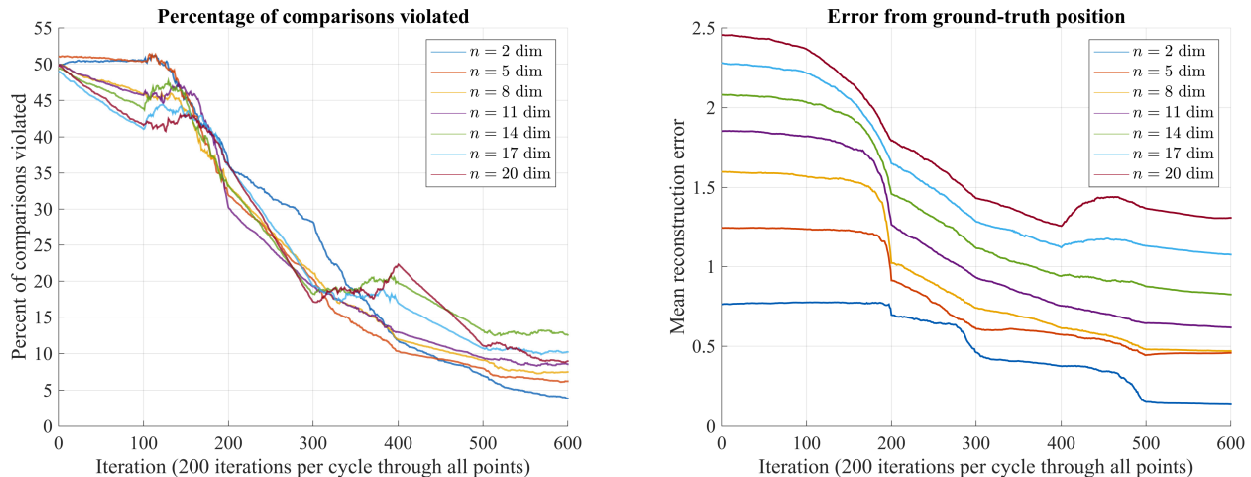 Percentage of comparisons violated
55
50
45
40
35
30
25
20
15
10
5
0
Percent of comparisons violated
n = 2 dim
n = 5 dim
n = 8 dim
n = 11 dim
n = 14 dim
n = 17 dim
n = 20 dim
0 100 200 300 400 500 600
Iteration (200 iterations per cycle through all points)
Error from ground-truth position
2.5
2
1.5
1
0.5
0
Mean reconstruction error
n = 2 dim
n = 5 dim
n = 8 dim
n = 11 dim
n = 14 dim
n = 17 dim
n = 20 dim
0 100 200 300 400 500 600
Iteration (200 iterations per cycle through all points)